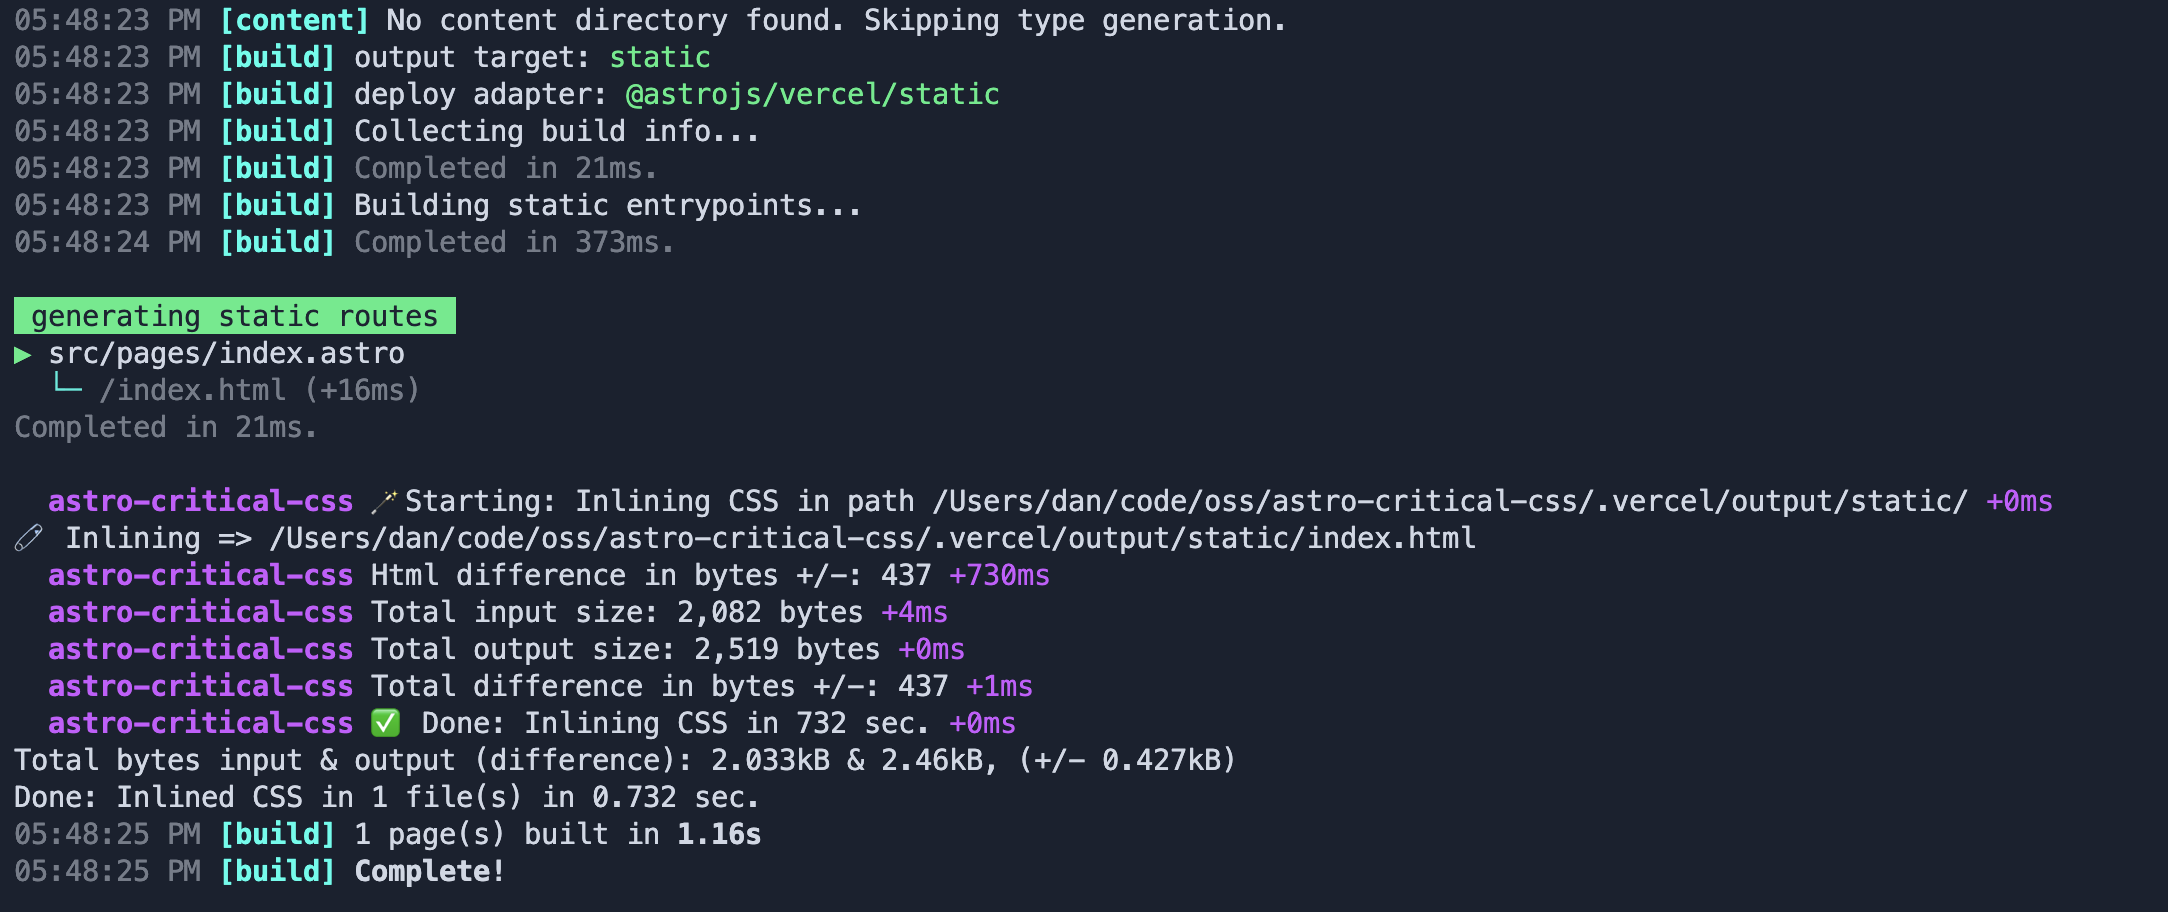 05:48:23 PM [content] No content directory found. Skipping type generation.
05:48:23 PM [build] output target: static
05:48:23 PM [build] deploy adapter: @astrojs/vercel/static
05:48:23 PM [build] Collecting build info...
05:48:23 PM [build] Completed in 21ms.
05:48:23 PM [build] Building static entrypoints...
05:48:24 PM [build] Completed in 373ms.
generating static routes
▶ src/pages/index.astro
└─ /index.html (+16ms)
Completed in 21ms.
astro-critical-css 🪄Starting: Inlining CSS in path /Users/dan/code/oss/astro-critical-css/.vercel/output/static/ +0ms
🧷 Inlining => /Users/dan/code/oss/astro-critical-css/.vercel/output/static/index.html
astro-critical-css Html difference in bytes +/-: 437 +730ms
astro-critical-css Total input size: 2,082 bytes +4ms
astro-critical-css Total output size: 2,519 bytes +0ms
astro-critical-css Total difference in bytes +/-: 437 +1ms
astro-critical-css ✅ Done: Inlining CSS in 732 sec. +0ms
Total bytes input & output (difference): 2.033kB & 2.46kB, (+/- 0.427kB)
Done: Inlined CSS in 1 file(s) in 0.732 sec.
05:48:25 PM [build] 1 page(s) built in 1.16s
05:48:25 PM [build] Complete!